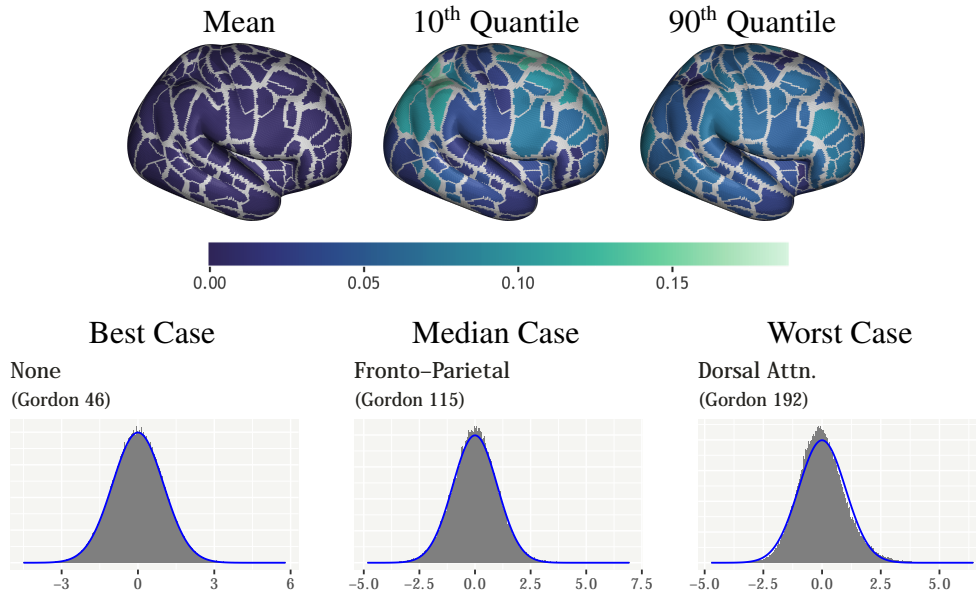 Mean 10th Quantile 90th Quantile
0.00 0.05 0.10 0.15
Best Case Median Case Worst Case
None Fronto−Parietal Dorsal Attn.
(Gordon 46) (Gordon 115) (Gordon 192)
−3 0 3 6 −5.0 −2.5 0.0 2.5 5.0 7.5 −5.0 −2.5 0.0 2.5 5.0